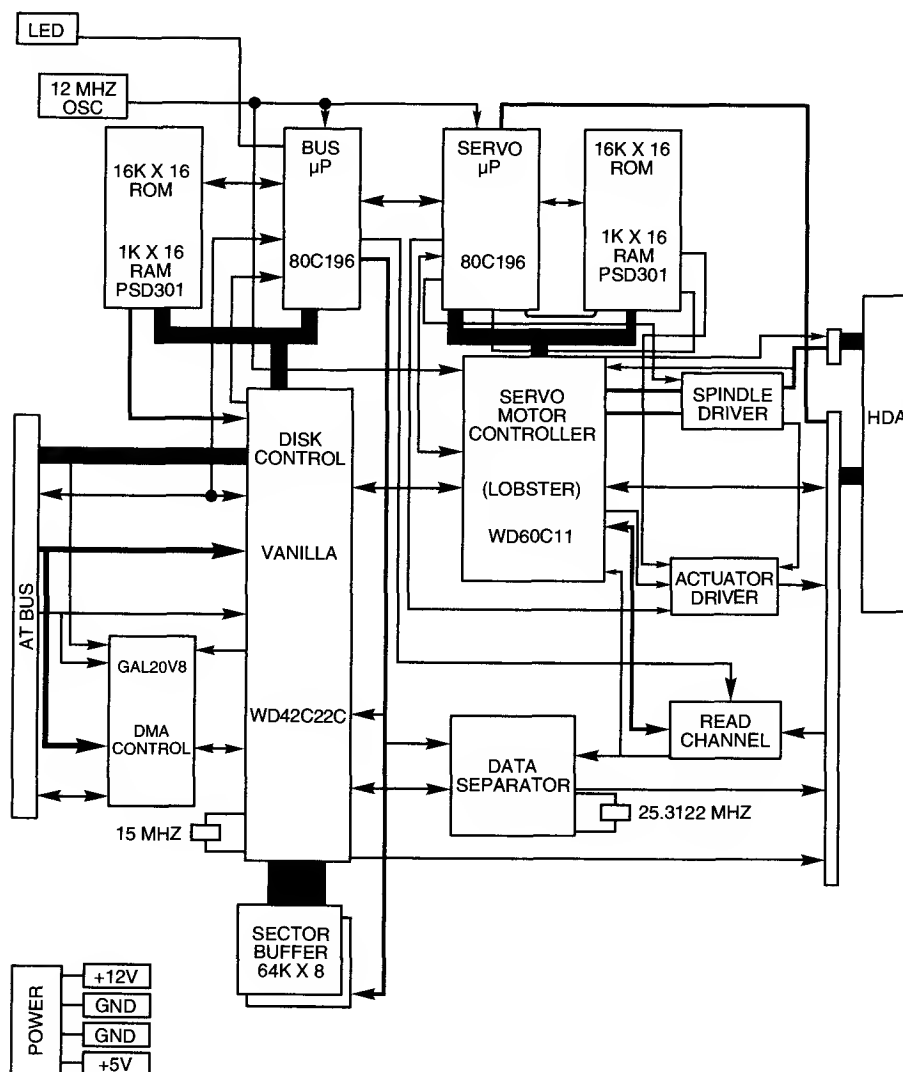 LED
12 MHZ
OSC
BUS
µP
80C196
SERVO
µP
80C196
16K X 16
ROM
1K X 16
RAM
PSD301
16K X 16
ROM
1K X 16
RAM
PSD301
SERVO
MOTOR
CONTROLLER
(LOBSTER)
WD60C11
SPINDLE
DRIVER
HDA
DISK
CONTROL
VANILLA
WD42C22C
AT BUS
GAL20V8
DMA
CONTROL
ACTUATOR
DRIVER
READ
CHANNEL
DATA
SEPARATOR
25.3122 MHZ
15 MHZ
SECTOR
BUFFER
64K X 8
POWER
+12V
GND
GND
+5V